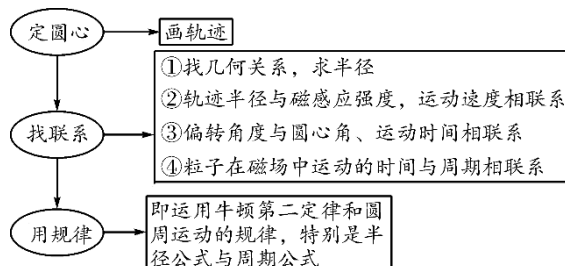 定圆心
画轨迹
①找几何关系，求半径
②轨迹半径与磁感应强度，运动速度相联系
找联系
③偏转角度与圆心角、运动时间相联系
④粒子在磁场中运动的时间与周期相联系
用规律
即运用牛顿第二定律和圆
周运动的规律，特别是半
径公式与周期公式